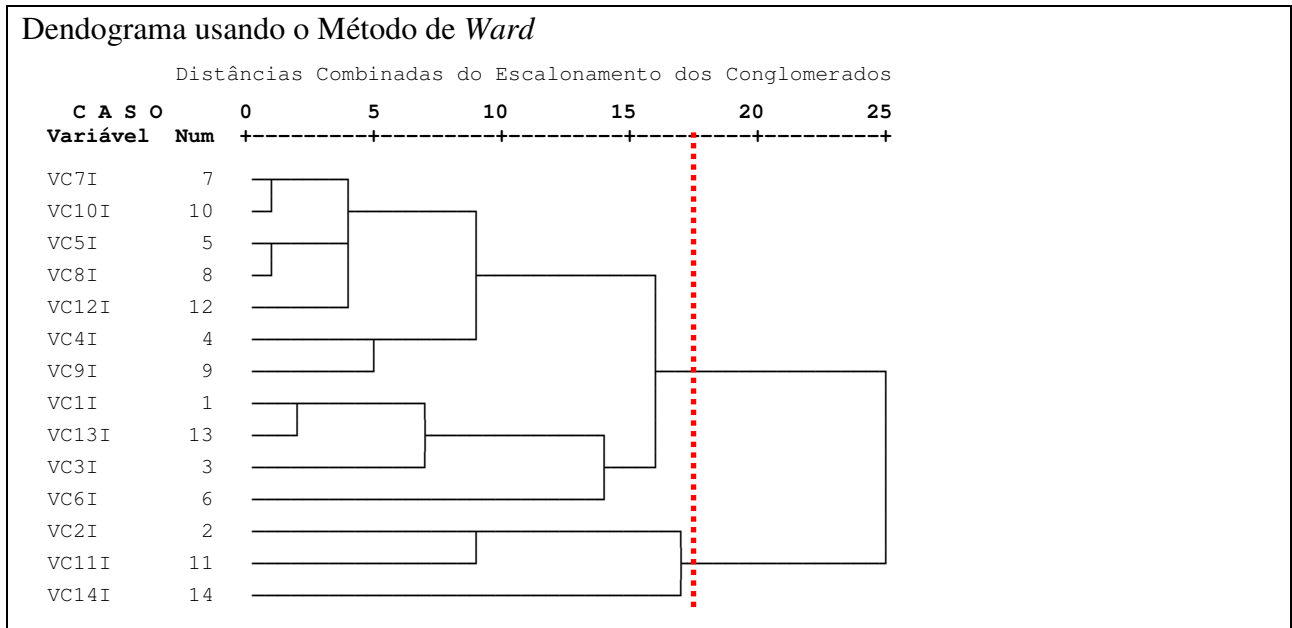 Dendograma usando o Método de Ward
Distâncias Combinadas do Escalonamento dos Conglomerados
C A S O 0 5 10 15 20 25
Variável Num +---------+---------+---------+---------+---------+
VC7I 7
VC10I 10
VC5I 5
VC8I 8
VC12I 12
VC4I 4
VC9I 9
VC1I 1
VC13I 13
VC3I 3
VC6I 6
VC2I 2
VC11I 11
VC14I 14